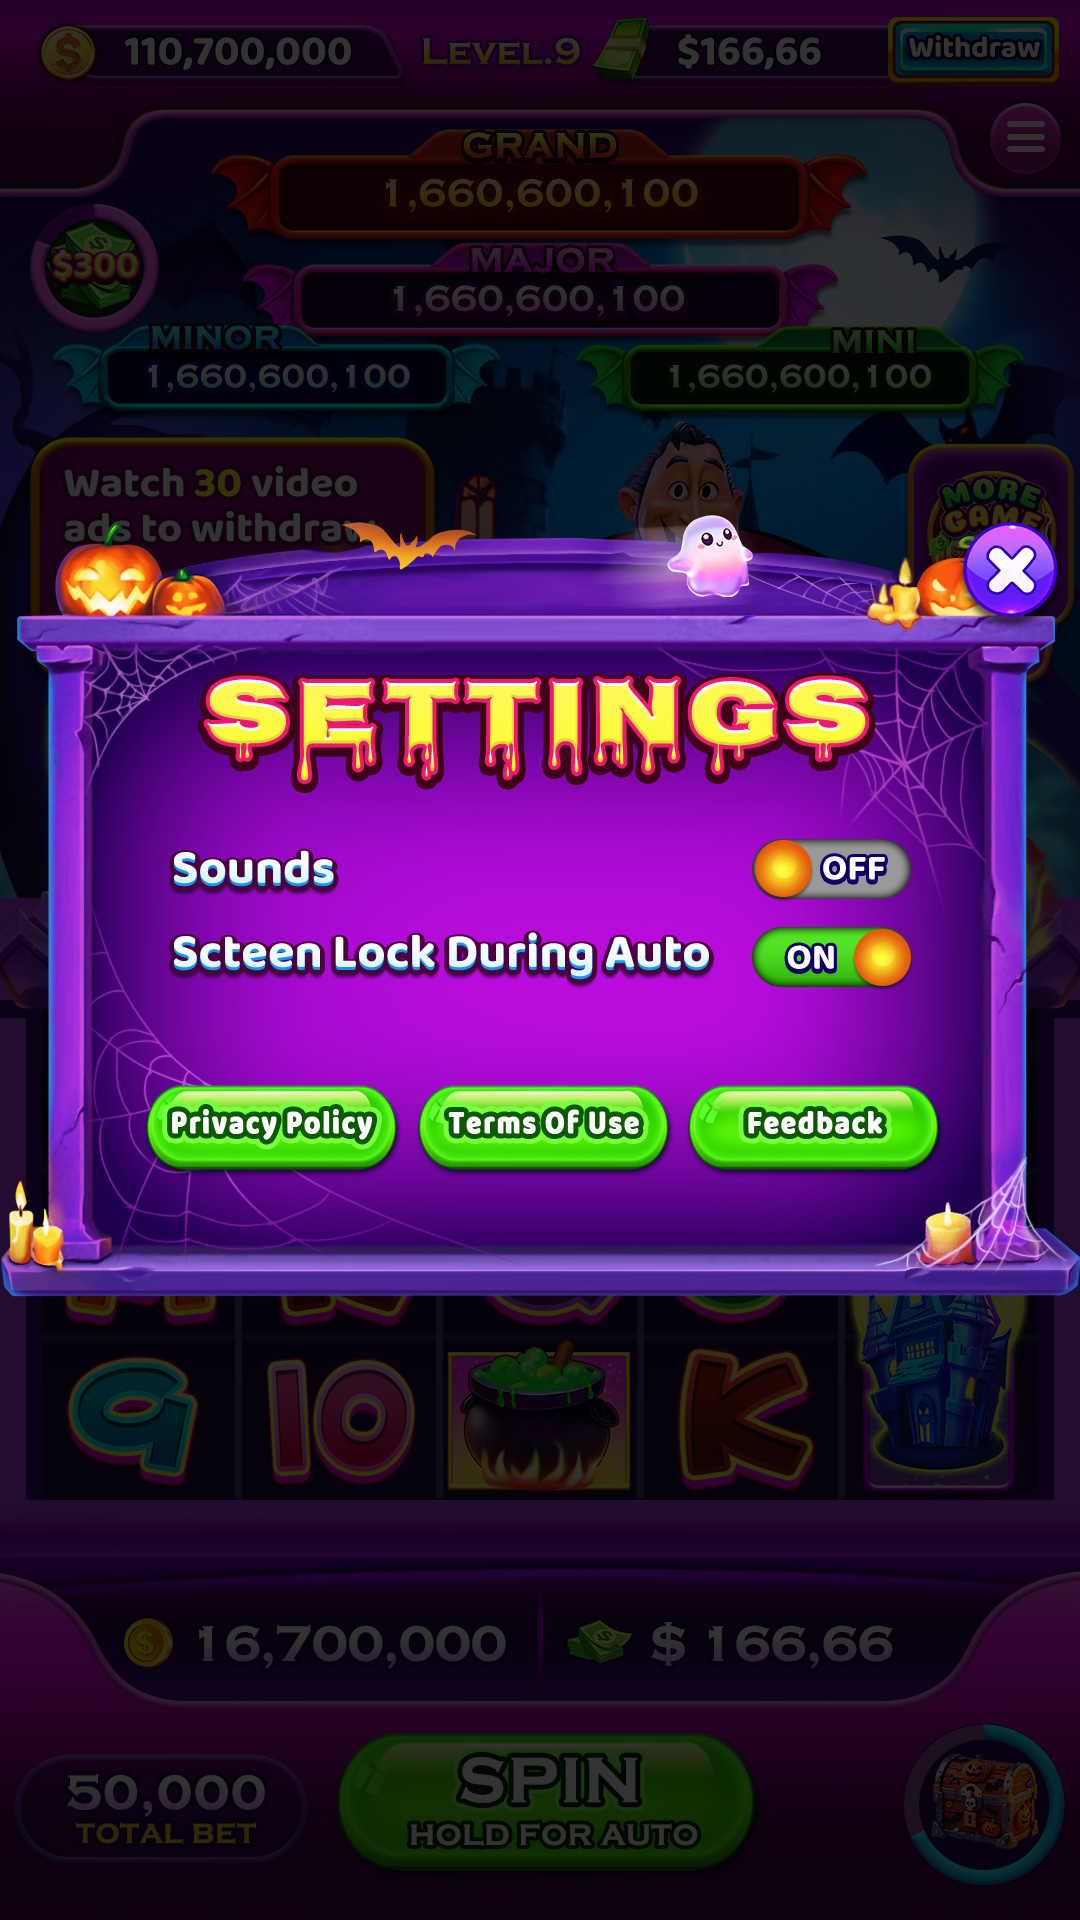 110,700,000 LEVEL.9 $166,66 Withdraw
GRAND
1,660,600,100
$300
MAJOR
1,660,600,100
MINOR
1,660,600,100
MINI
1,660,600,100
Watch 30 video
ads to withdraw
MORE
GAME
SETTINGS
Sounds OFF
Scteen Lock During Auto ON
Privacy Policy Terms Of Use Feedback
9 10 K
16,700,000 $ 166,66
50,000
TOTAL BET
SPIN
HOLD FOR AUTO